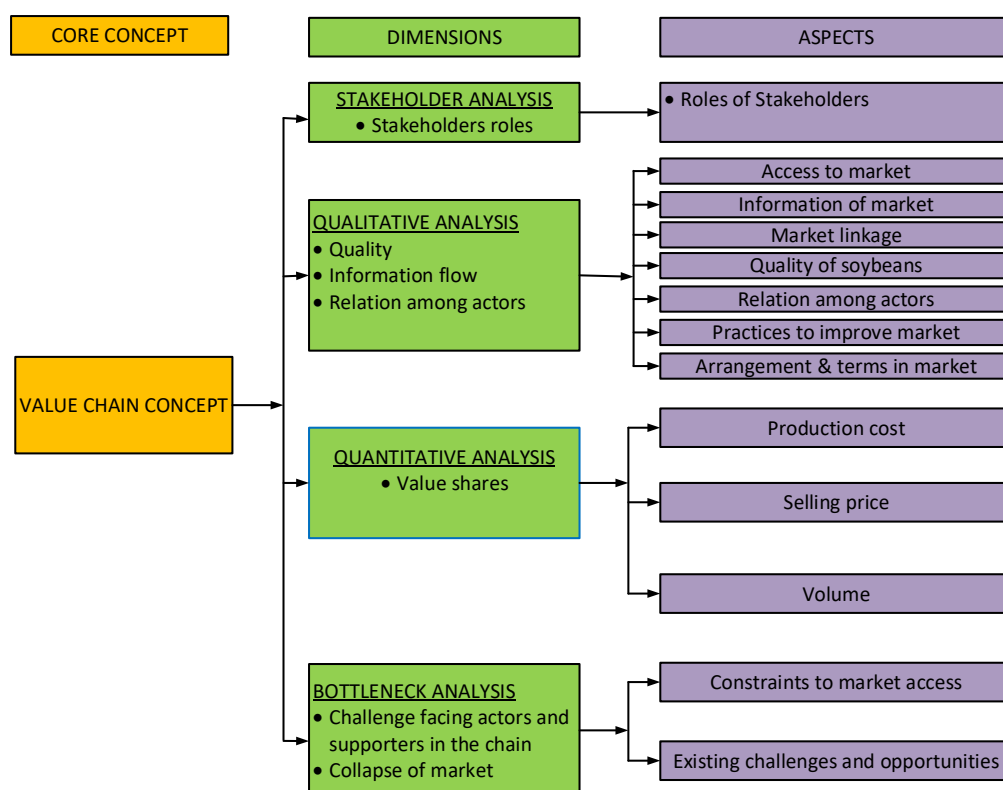 CORE CONCEPT
DIMENSIONS
ASPECTS
STAKEHOLDER ANALYSIS
• Stakeholders roles
• Roles of Stakeholders
QUALITATIVE ANALYSIS
• Quality
• Information flow
• Relation among actors
Access to market
Information of market
Market linkage
Quality of soybeans
Relation among actors
Practices to improve market
Arrangement & terms in market
VALUE CHAIN CONCEPT
QUANTITATIVE ANALYSIS
• Value shares
Production cost
Selling price
Volume
BOTTLENECK ANALYSIS
• Challenge facing actors and
supporters in the chain
• Collapse of market
Constraints to market access
Existing challenges and opportunities